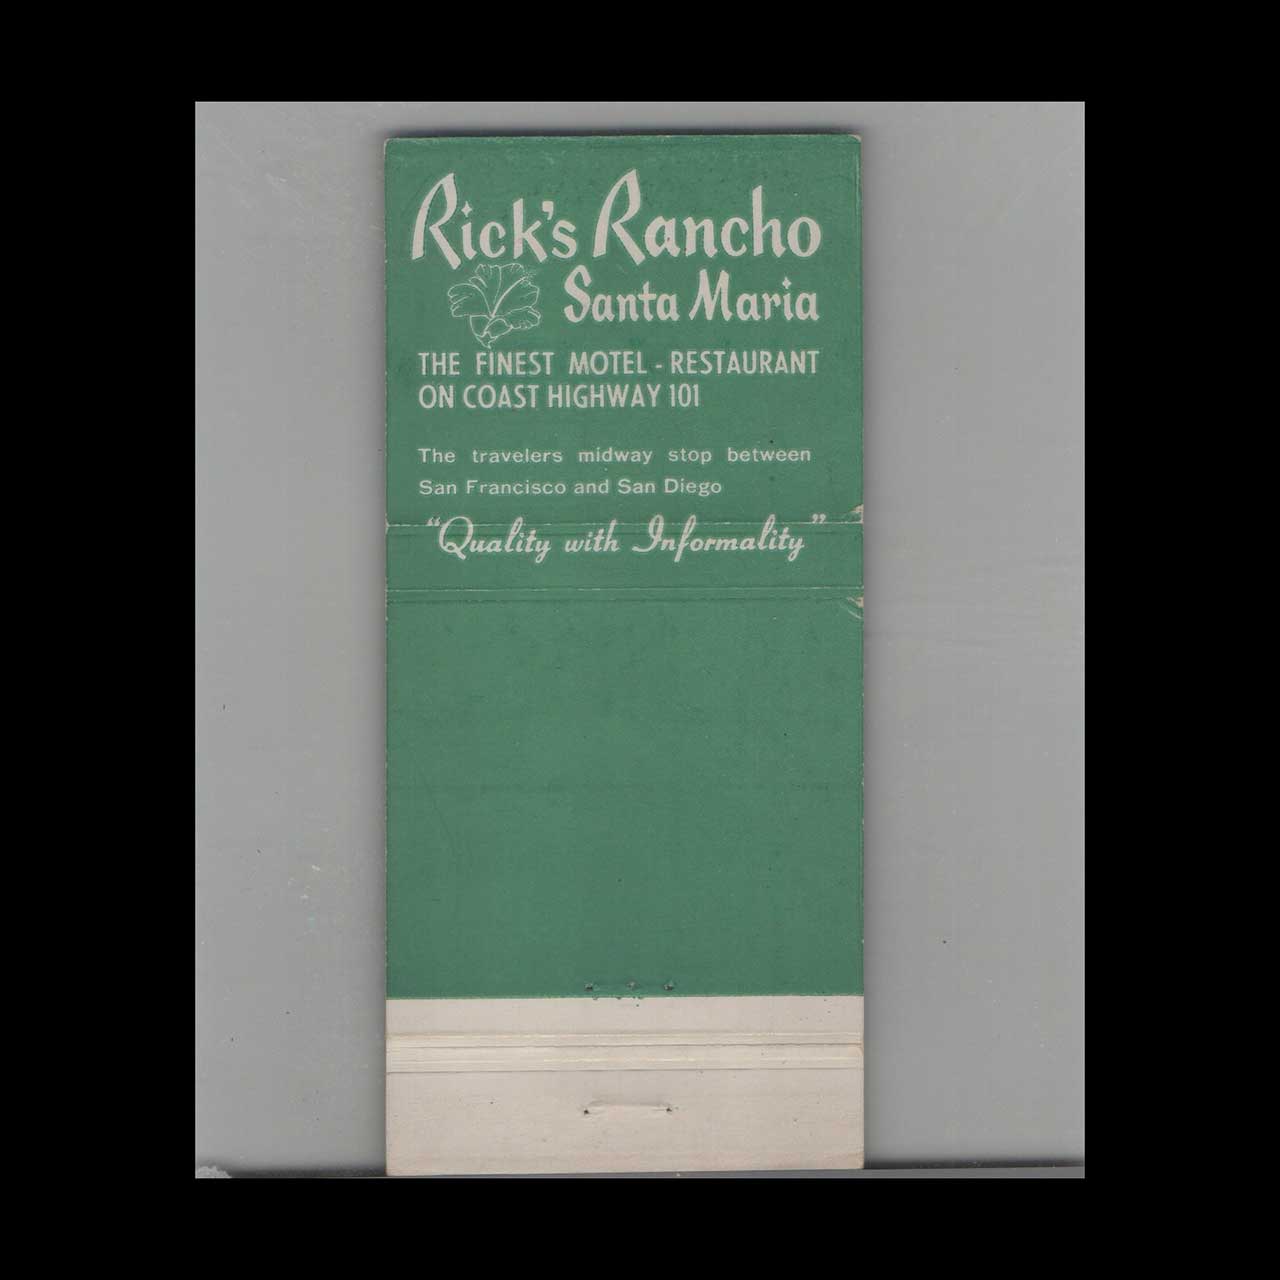 Rick's Rancho
Santa Maria
THE FINEST MOTEL - RESTAURANT
ON COAST HIGHWAY 101
The travelers midway stop between
San Francisco and San Diego
"Quality with Informality"